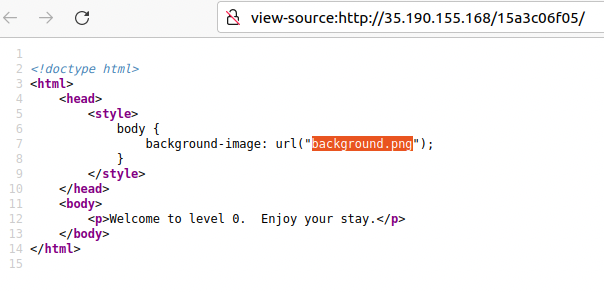 view-source:http://35.190.155.168/15a3c06f05/
1
2 <!doctype html>
3 <html>
4     <head>
5         <style>
6             body {
7                 background-image: url("background.png");
8             }
9         </style>
10     </head>
11     <body>
12         <p>Welcome to level 0.  Enjoy your stay.</p>
13     </body>
14 </html>
15